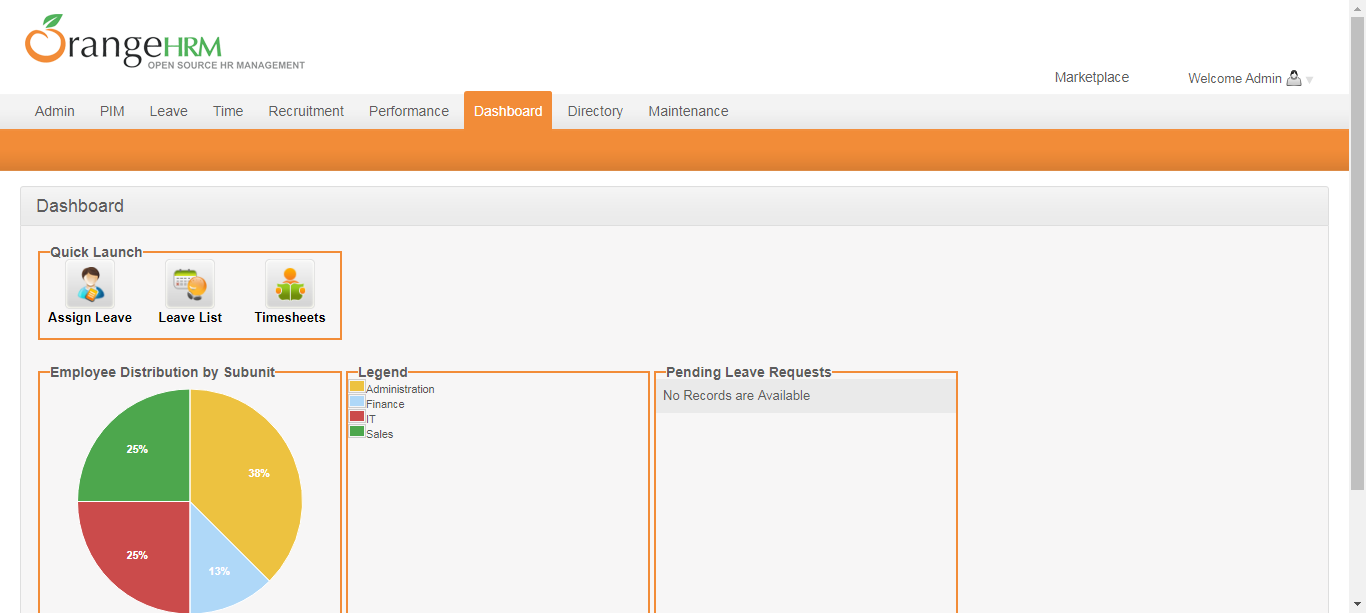 OrangeHRM
OPEN SOURCE HR MANAGEMENT
Marketplace
Welcome Admin
Admin PIM Leave Time Recruitment Performance Dashboard Directory Maintenance
Dashboard
Quick Launch
Assign Leave Leave List Timesheets
Employee Distribution by Subunit
25%
38%
25%
13%
Legend
Administration
Finance
IT
Sales
Pending Leave Requests
No Records are Available